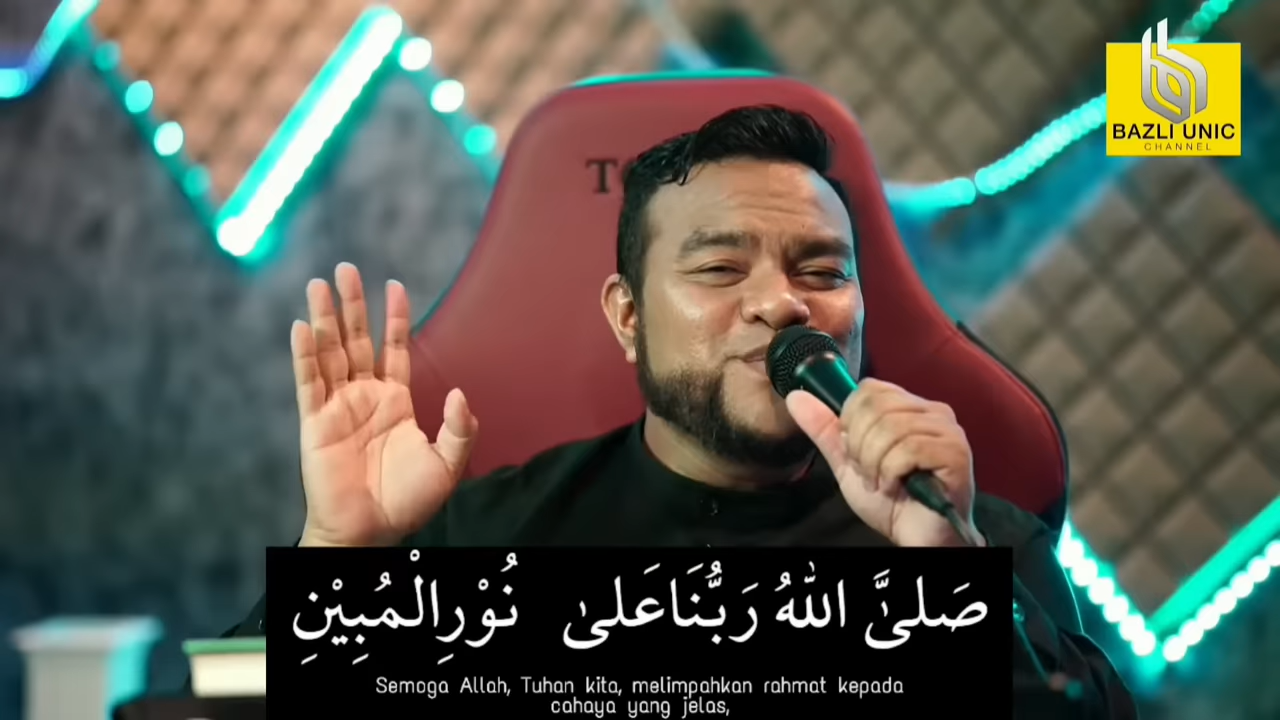 BAZLI UNIC
CHANNEL
صَلىَّ اللهُ رَبُّنَاعَلىٰ نُوْرِالْمُبِيْنِ
Semoga Allah, Tuhan kita, melimpahkan rahmat kepada
cahaya yang jelas,